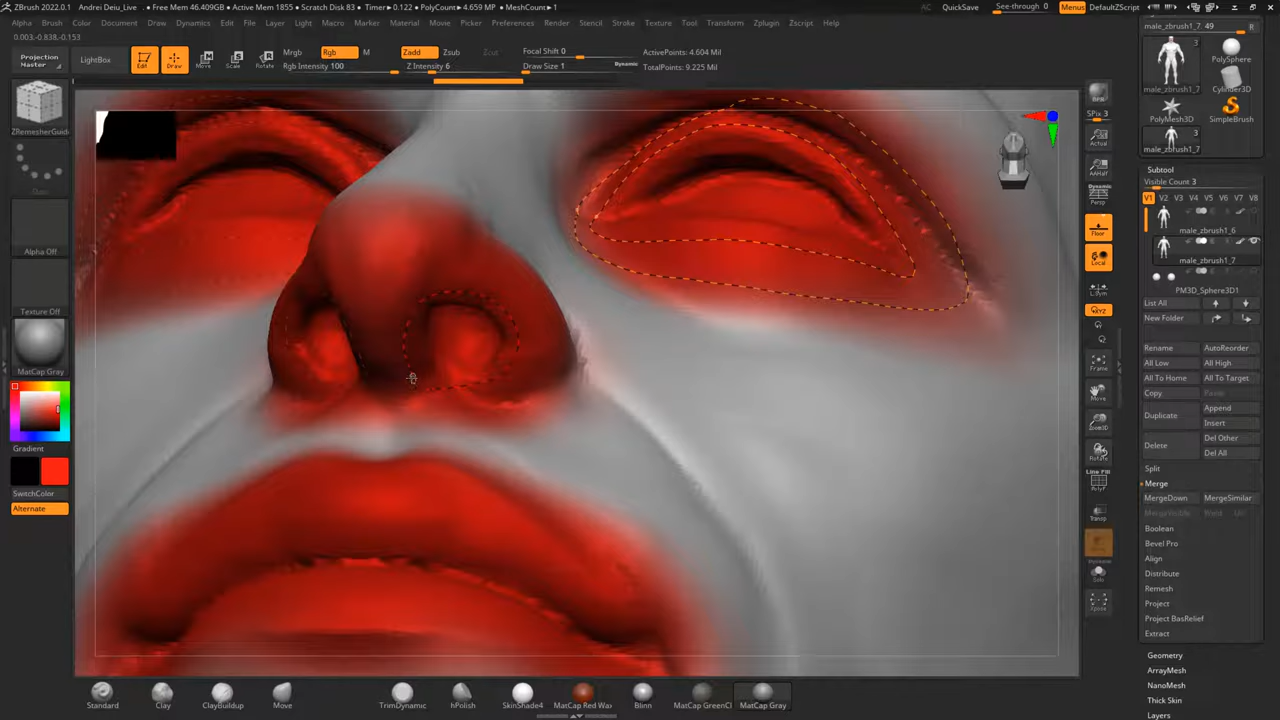 ZBrush 2022.0.1 Andrei Deiu_Live • Free Mem 46.409GB • Active Mem 1855 • Scratch Disk 83 • Timer▸0.122 • PolyCount▸4.659 MP • MeshCount▸1
AC QuickSave See-through 0 Menus DefaultZScript
Alpha Brush Color Document Draw Dynamics Edit File Layer Light Macro Marker Material Movie Picker Preferences Render Stencil Stroke Texture Tool Transform Zplugin Zscript Help
0.003,-0.838,-0.153
male_zbrush1_7. 49 R
Projection Master
LightBox
Edit Draw Move Scale Rotate
Mrgb Rgb M
Rgb Intensity 100
Zadd Zsub Zcut
Z Intensity 6
Focal Shift 0
Draw Size 1 Dynamic
ActivePoints: 4.604 Mil
TotalPoints: 9.225 Mil
ZRemesherGuide
Dots
Alpha Off
Texture Off
MatCap Gray
Gradient
SwitchColor
Alternate
BPR
SPix 3
Actual
AAHalf
Dynamic
Persp
Floor
Local
L.Sym
XYZ
Frame
Move
Zoom3D
Rotate
Line Fill
PolyF
Transp
Solo
Xpose
3
male_zbrush1_7
PolySphere
Cylinder3D
PolyMesh3D
SimpleBrush
3
male_zbrush1_7
Subtool
Visible Count 3
V1 V2 V3 V4 V5 V6 V7 V8
male_zbrush1_6
male_zbrush1_7
PM3D_Sphere3D1
List All
New Folder
Rename AutoReorder
All Low All High
All To Home All To Target
Copy Paste
Duplicate Append
Insert
Delete Del Other
Del All
Split
Merge
MergeDown MergeSimilar
MergeVisible Weld Uv
Boolean
Bevel Pro
Align
Distribute
Remesh
Project
Project BasRelief
Extract
Geometry
ArrayMesh
NanoMesh
Thick Skin
Layers
Standard Clay ClayBuildup Move TrimDynamic hPolish SkinShade4 MatCap Red Wax Blinn MatCap GreenCl MatCap Gray